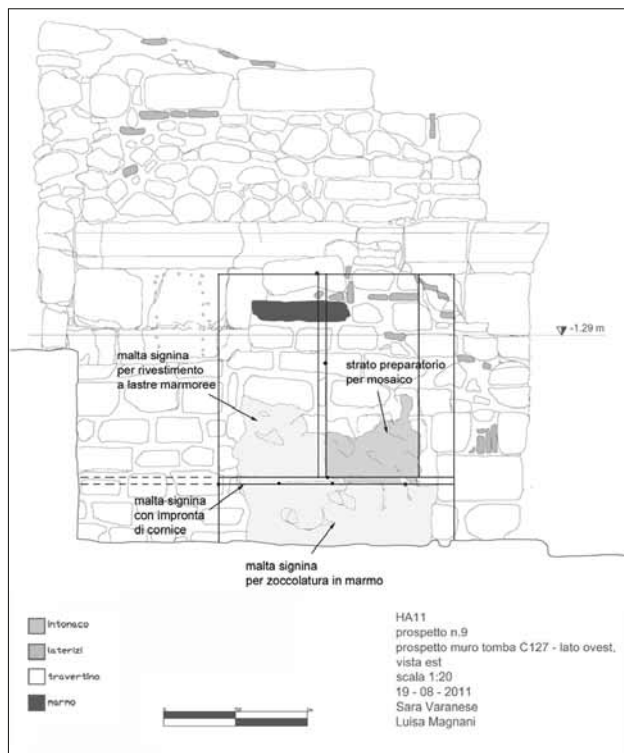 -1.29 m
malta signina
per rivestimento
a lastre marmoree
strato preparatorio
per mosaico
malta signina
con impronta
di cornice
malta signina
per zoccolatura in marmo
intonaco
laterizi
travertino
marmo
HA11
prospetto n.9
prospetto muro tomba C127 - lato ovest,
vista est
scala 1:20
19 - 08 - 2011
Sara Varanese
Luisa Magnani